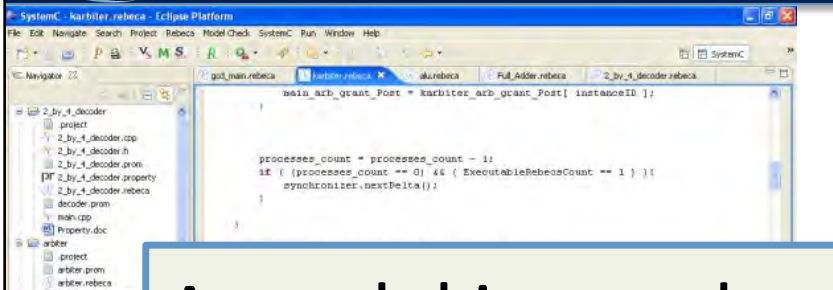 SystemC - karbiter.rebeca - Eclipse Platform
File Edit Navigate Search Project Rebeca Model Check SystemC Run Window Help
SystemC
Navigator
god_main.rebeca karbiter.rebeca alu.rebeca Full_Adder.rebeca 2_by_4_decoder.rebeca
main_arb_grant_Post = karbiter_arb_grant_Post[ instanceID ];
}
processes_count = processes_count - 1;
if ( (processes_count == 0) && ( ExecutableRebecsCount == 1 ) ){
synchronizer.nextDelta();
}
}
2_by_4_decoder
.project
2_by_4_decoder.cpp
2_by_4_decoder.h
2_by_4_decoder.prom
2_by_4_decoder.property
2_by_4_decoder.rebeca
decoder.prom
main.cpp
Property.doc
arbiter
.project
arbiter.prom
arbiter.rebeca